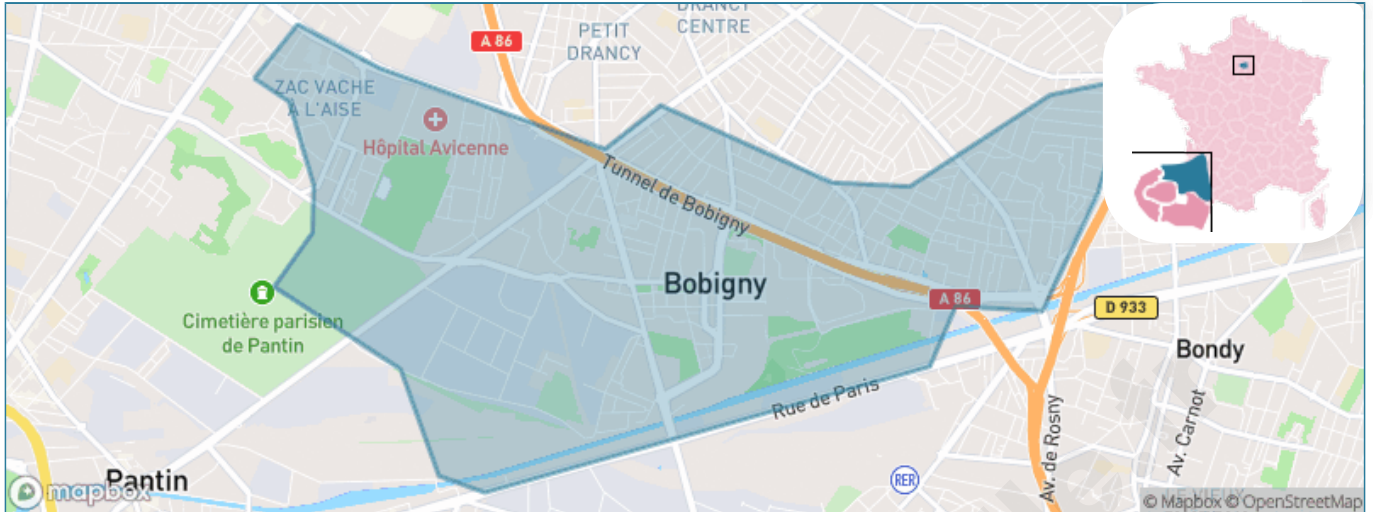 DRANCY
CENTRE
PETIT
DRANCY
A 86
ZAC VACHE
À L'AISE
Hôpital Avicenne
Tunnel de Bobigny
Bobigny
A 86
D 933
Cimetière parisien
de Pantin
Bondy
Rue de Paris
Av. Carnot
Av. de Rosny
Pantin
RER
mapbox
© Mapbox © OpenStreetMap